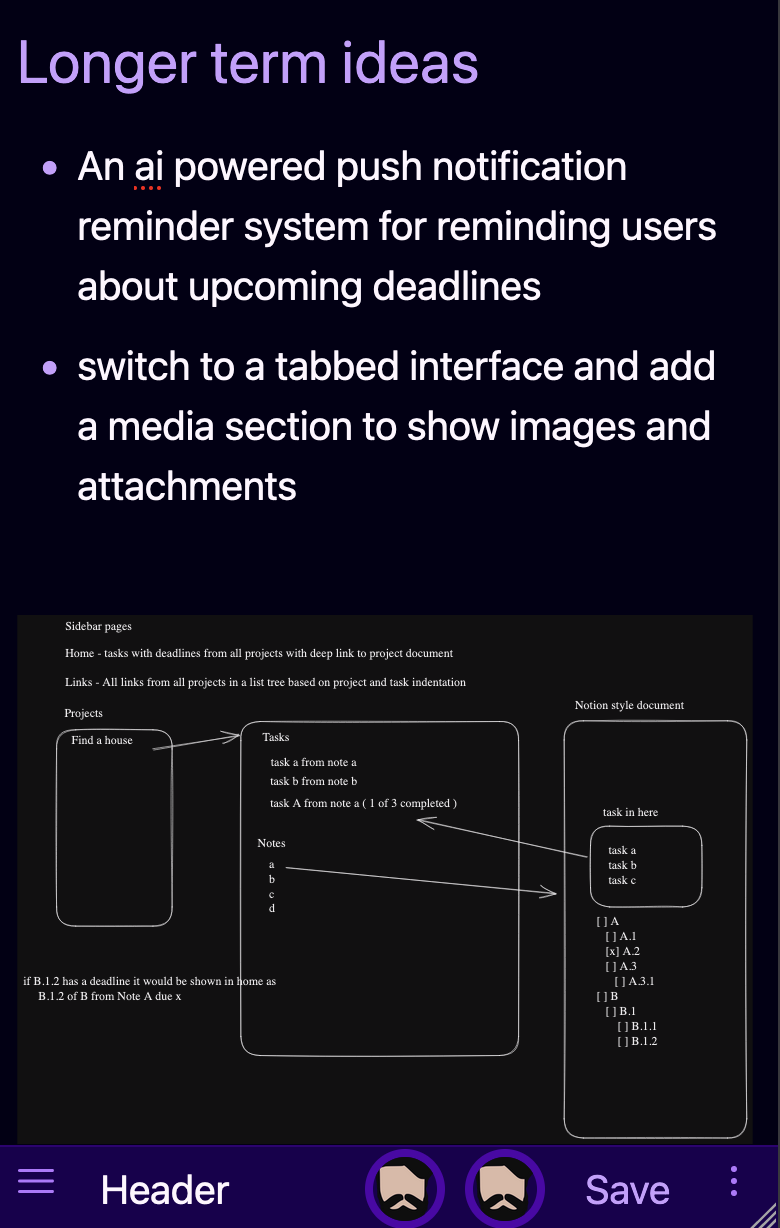 Longer term ideas
An ai powered push notification
reminder system for reminding users
about upcoming deadlines
switch to a tabbed interface and add
a media section to show images and
attachments
Sidebar pages
Home - tasks with deadlines from all projects with deep link to project document
Links - All links from all projects in a list tree based on project and task indentation
Projects
Find a house
Tasks
task a from note a
task b from note b
task A from note a ( 1 of 3 completed )
Notes
a
b
c
d
Notion style document
task in here
task a
task b
task c
[ ] A
[ ] A.1
[x] A.2
[ ] A.3
[ ] A.3.1
[ ] B
[ ] B.1
[ ] B.1.1
[ ] B.1.2
if B.1.2 has a deadline it would be shown in home as
B.1.2 of B from Note A due x
Header
Save